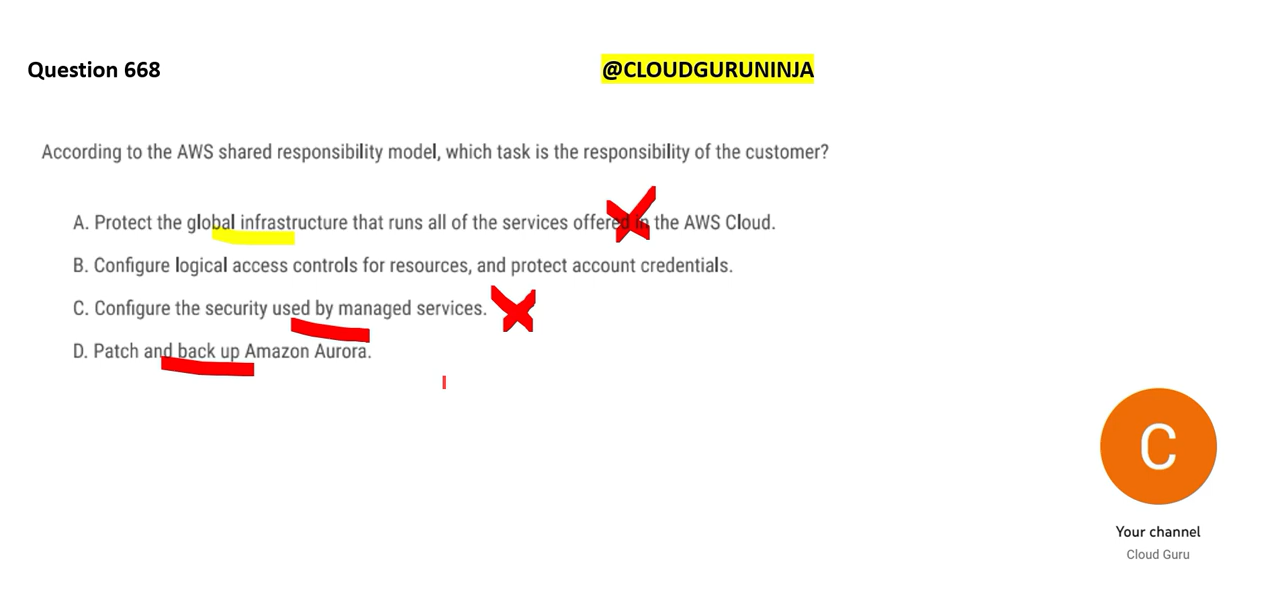 Question 668
@CLOUDGURUNINJA
According to the AWS shared responsibility model, which task is the responsibility of the customer?
A. Protect the global infrastructure that runs all of the services offered in the AWS Cloud.
B. Configure logical access controls for resources, and protect account credentials.
C. Configure the security used by managed services.
D. Patch and back up Amazon Aurora.
C
Your channel
Cloud Guru